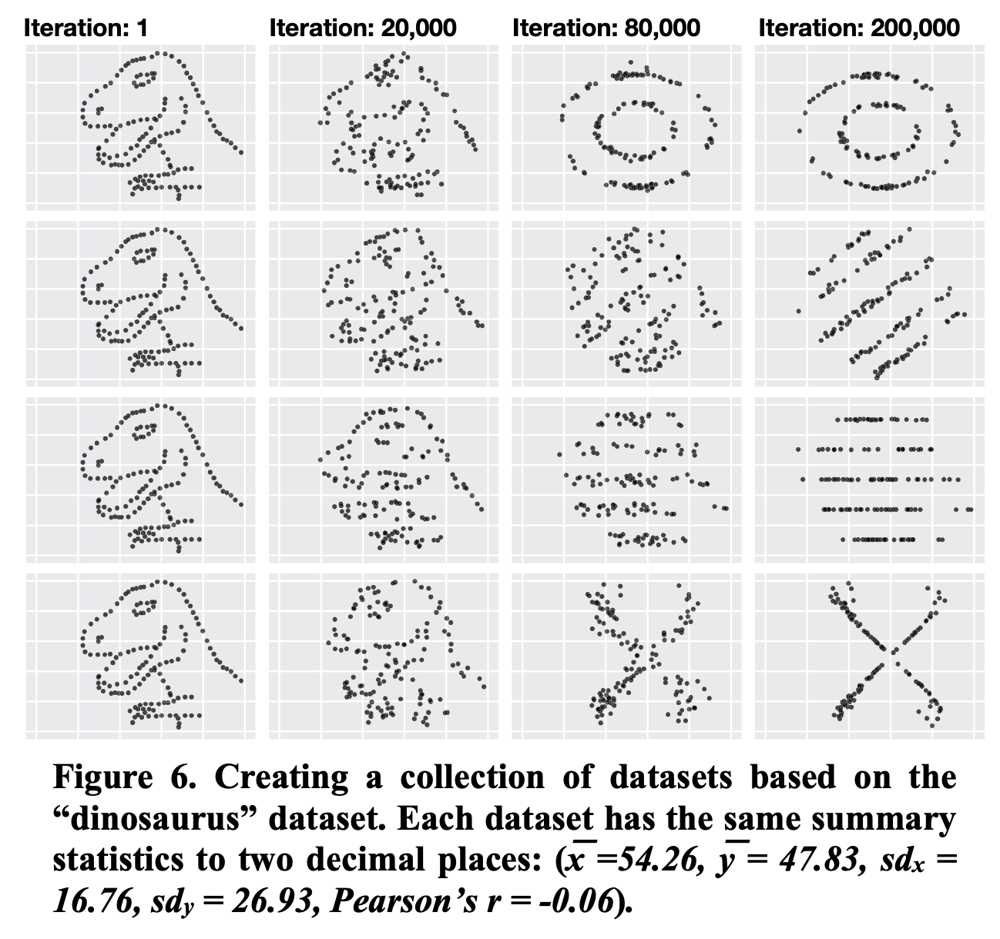 Iteration: 1
Iteration: 20,000
Iteration: 80,000
Iteration: 200,000
Figure 6. Creating a collection of datasets based on the
“dinosaurus” dataset. Each dataset has the same summary
statistics to two decimal places: (x̅ =54.26, y̅ = 47.83, sdₓ =
16.76, sdᵧ = 26.93, Pearson’s r = -0.06).